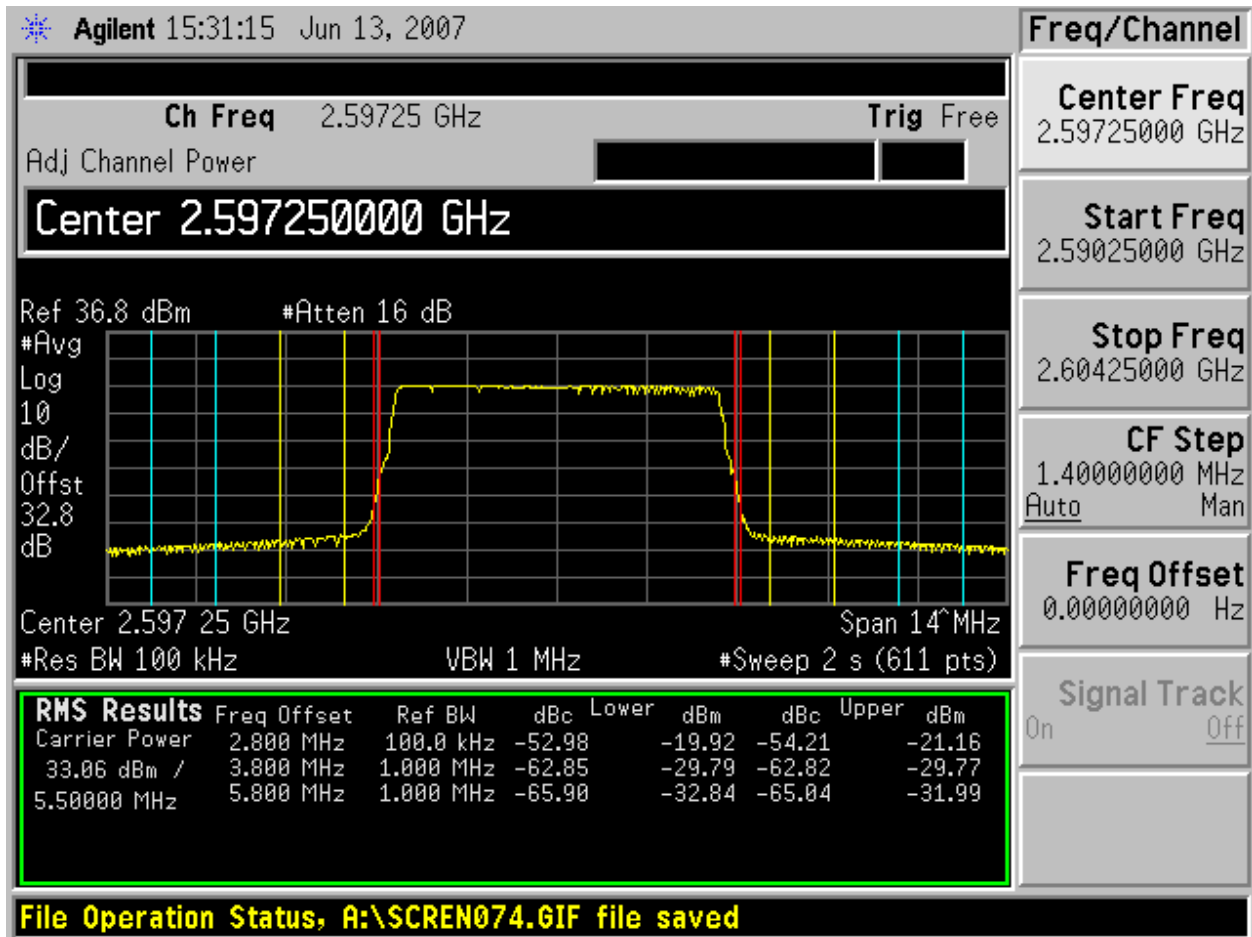 Agilent 15:31:15 Jun 13, 2007
Freq/Channel
Ch Freq 2.59725 GHz Trig Free
Adj Channel Power
Center 2.597250000 GHz
Ref 36.8 dBm #Atten 16 dB
#Avg
Log
10
dB/
Offst
32.8
dB
Center 2.597 25 GHz Span 14^MHz
#Res BW 100 kHz VBW 1 MHz #Sweep 2 s (611 pts)
RMS Results Freq Offset Ref BW dBc Lower dBm dBc Upper dBm
Carrier Power 2.800 MHz 100.0 kHz -52.98 -19.92 -54.21 -21.16
33.06 dBm / 3.800 MHz 1.000 MHz -62.85 -29.79 -62.82 -29.77
5.50000 MHz 5.800 MHz 1.000 MHz -65.90 -32.84 -65.04 -31.99
Center Freq
2.59725000 GHz
Start Freq
2.59025000 GHz
Stop Freq
2.60425000 GHz
CF Step
1.40000000 MHz
Auto Man
Freq Offset
0.00000000 Hz
Signal Track
On Off
File Operation Status, A:\SCREN074.GIF file saved